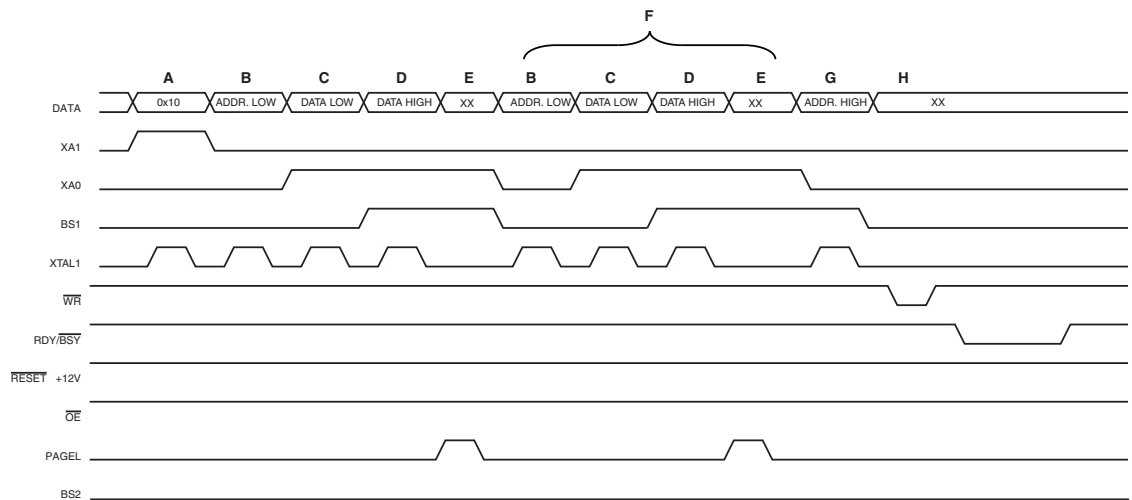 F
A B C D E B C D E G H
DATA 0x10 ADDR. LOW DATA LOW DATA HIGH XX ADDR. LOW DATA LOW DATA HIGH XX ADDR. HIGH XX
XA1
XA0
BS1
XTAL1
WR
RDY/BSY
RESET +12V
OE
PAGEL
BS2